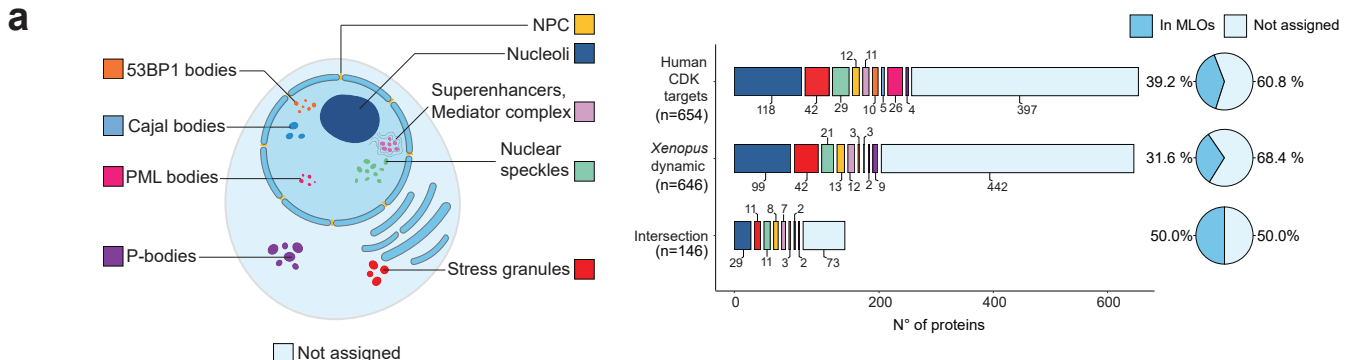 a
NPC
Nucleoli
53BP1 bodies
Superenhancers,
Mediator complex
Cajal bodies
Nuclear
speckles
PML bodies
P-bodies
Stress granules
Not assigned
In MLOs
Not assigned
Human
CDK
targets
(n=654)
12 11
118 42 29 10 5 26 4 397
39.2 % 60.8 %
Xenopus
dynamic
(n=646)
21 3 3
99 42 13 12 2 9 442
31.6 % 68.4 %
Intersection
(n=146)
11 8 7 2
29 11 3 2 73
50.0% 50.0%
0 200 400 600
N° of proteins